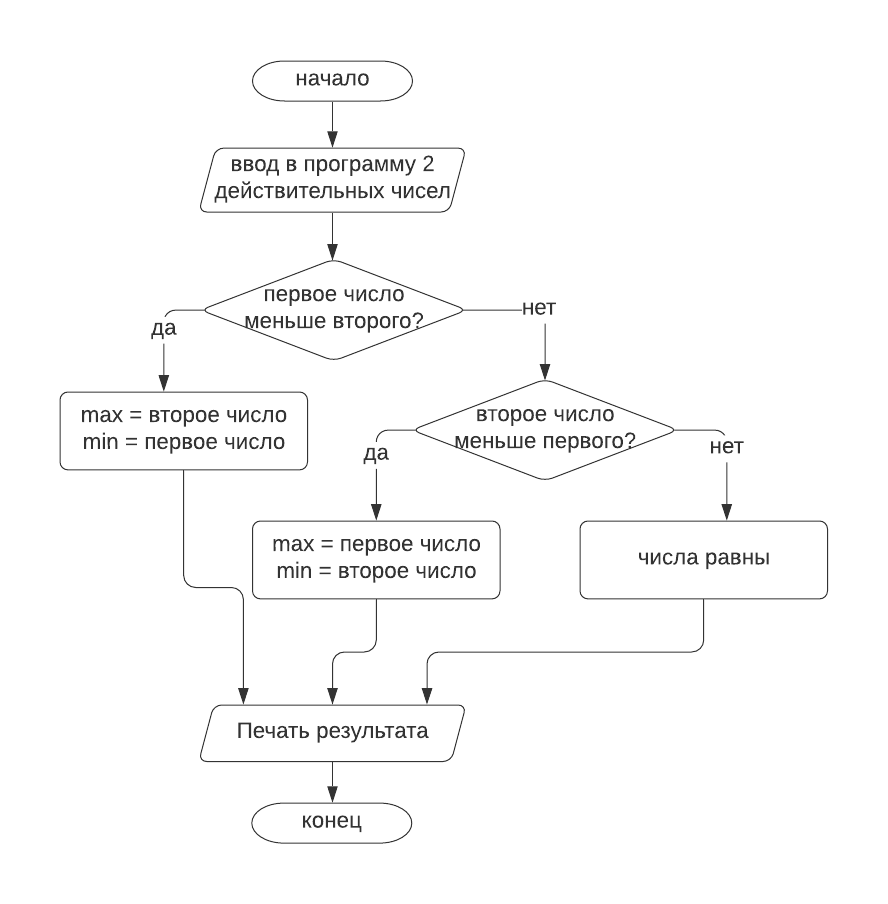 начало
ввод в программу 2
действительных чисел
первое число
меньше второго?
да
нет
max = второе число
min = первое число
второе число
меньше первого?
да
нет
max = первое число
min = второе число
числа равны
Печать результата
конец